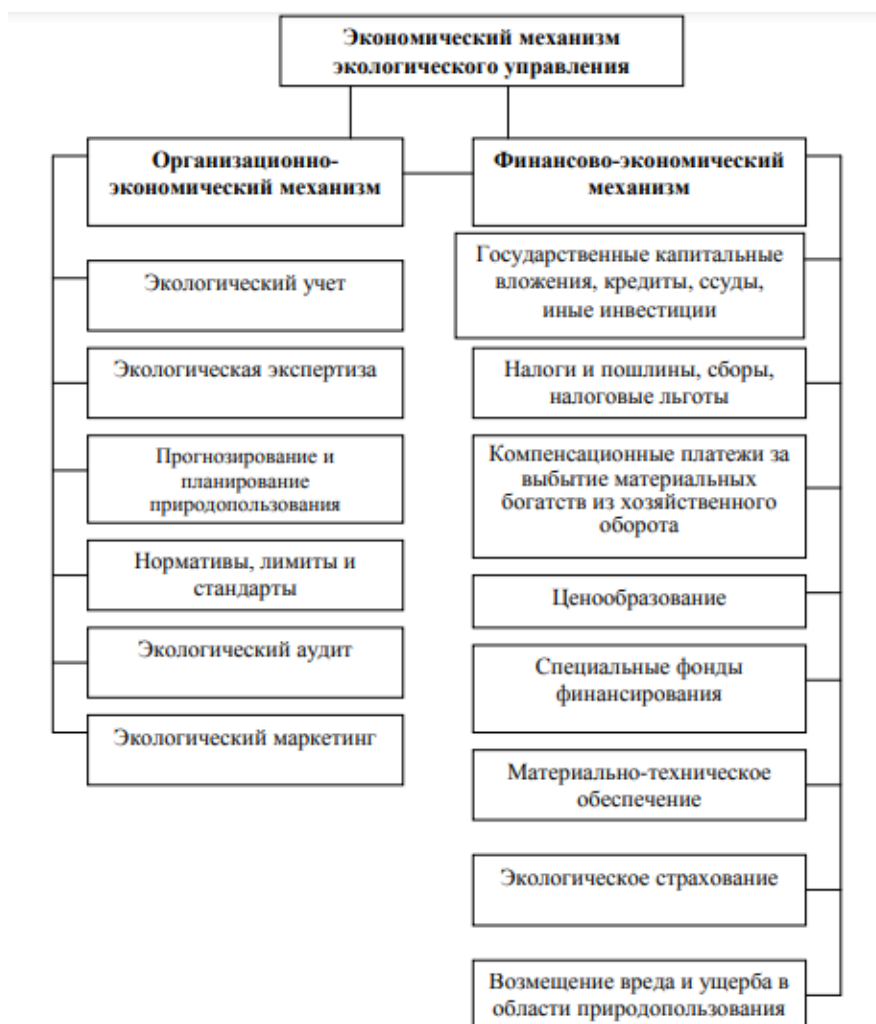 Экономический механизм
экологического управления
Организационно-
экономический механизм
Экологический учет
Экологическая экспертиза
Прогнозирование и
планирование
природопользования
Нормативы, лимиты и
стандарты
Экологический аудит
Экологический маркетинг
Финансово-экономический
механизм
Государственные капитальные
вложения, кредиты, ссуды,
иные инвестиции
Налоги и пошлины, сборы,
налоговые льготы
Компенсационные платежи за
выбытие материальных
богатств из хозяйственного
оборота
Ценообразование
Специальные фонды
финансирования
Материально-техническое
обеспечение
Экологическое страхование
Возмещение вреда и ущерба в
области природопользования